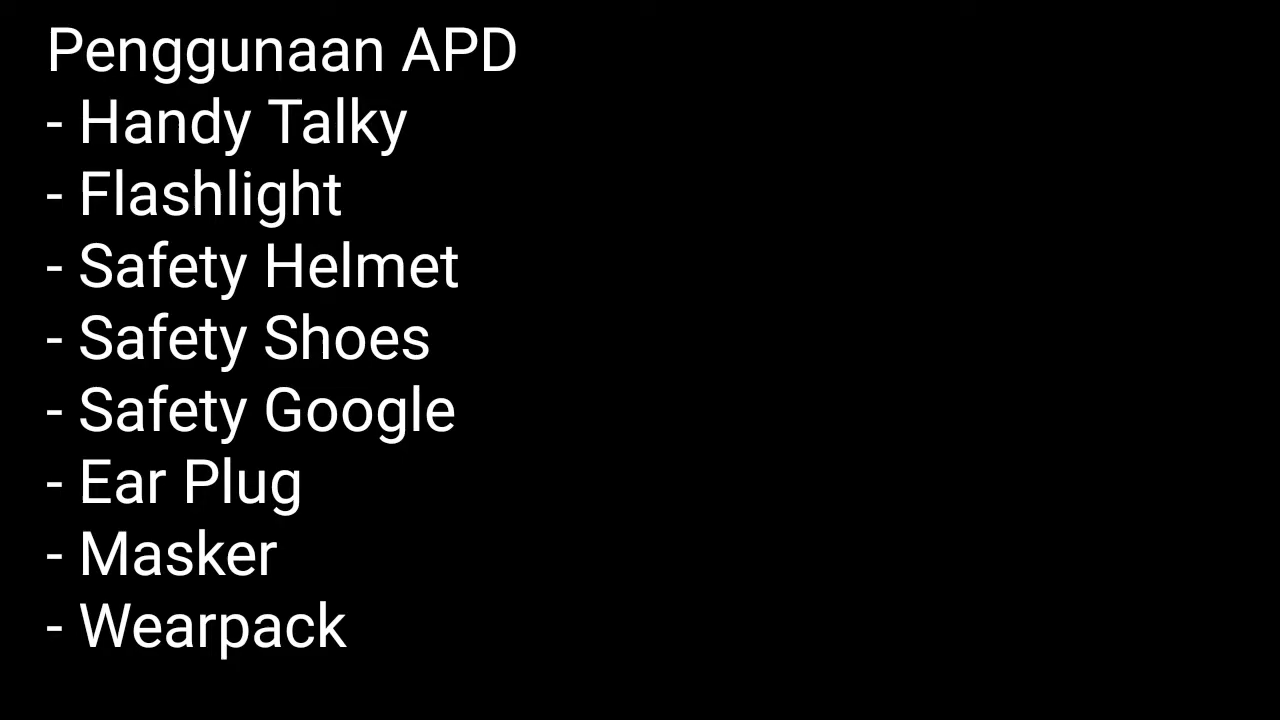 Penggunaan APD
- Handy Talky
- Flashlight
- Safety Helmet
- Safety Shoes
- Safety Google
- Ear Plug
- Masker
- Wearpack